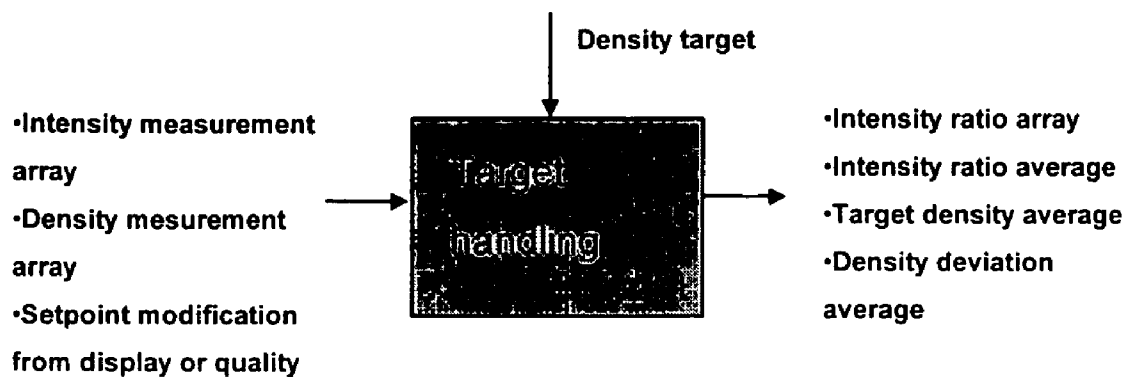 Density target
•Intensity measurement
array
•Density mesurement
array
•Setpoint modification
from display or quality
Target
handling
•Intensity ratio array
•Intensity ratio average
•Target density average
•Density deviation
average